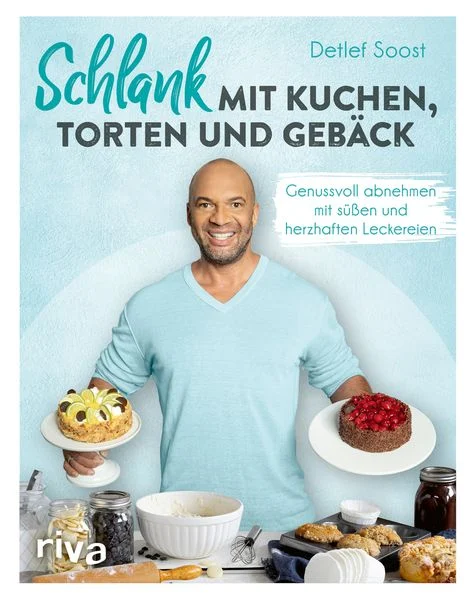 Detlef Soost
Schlank MIT KUCHEN,
TORTEN UND GEBÄCK
Genussvoll abnehmen
mit süßen und
herzhaften Leckereien
riva